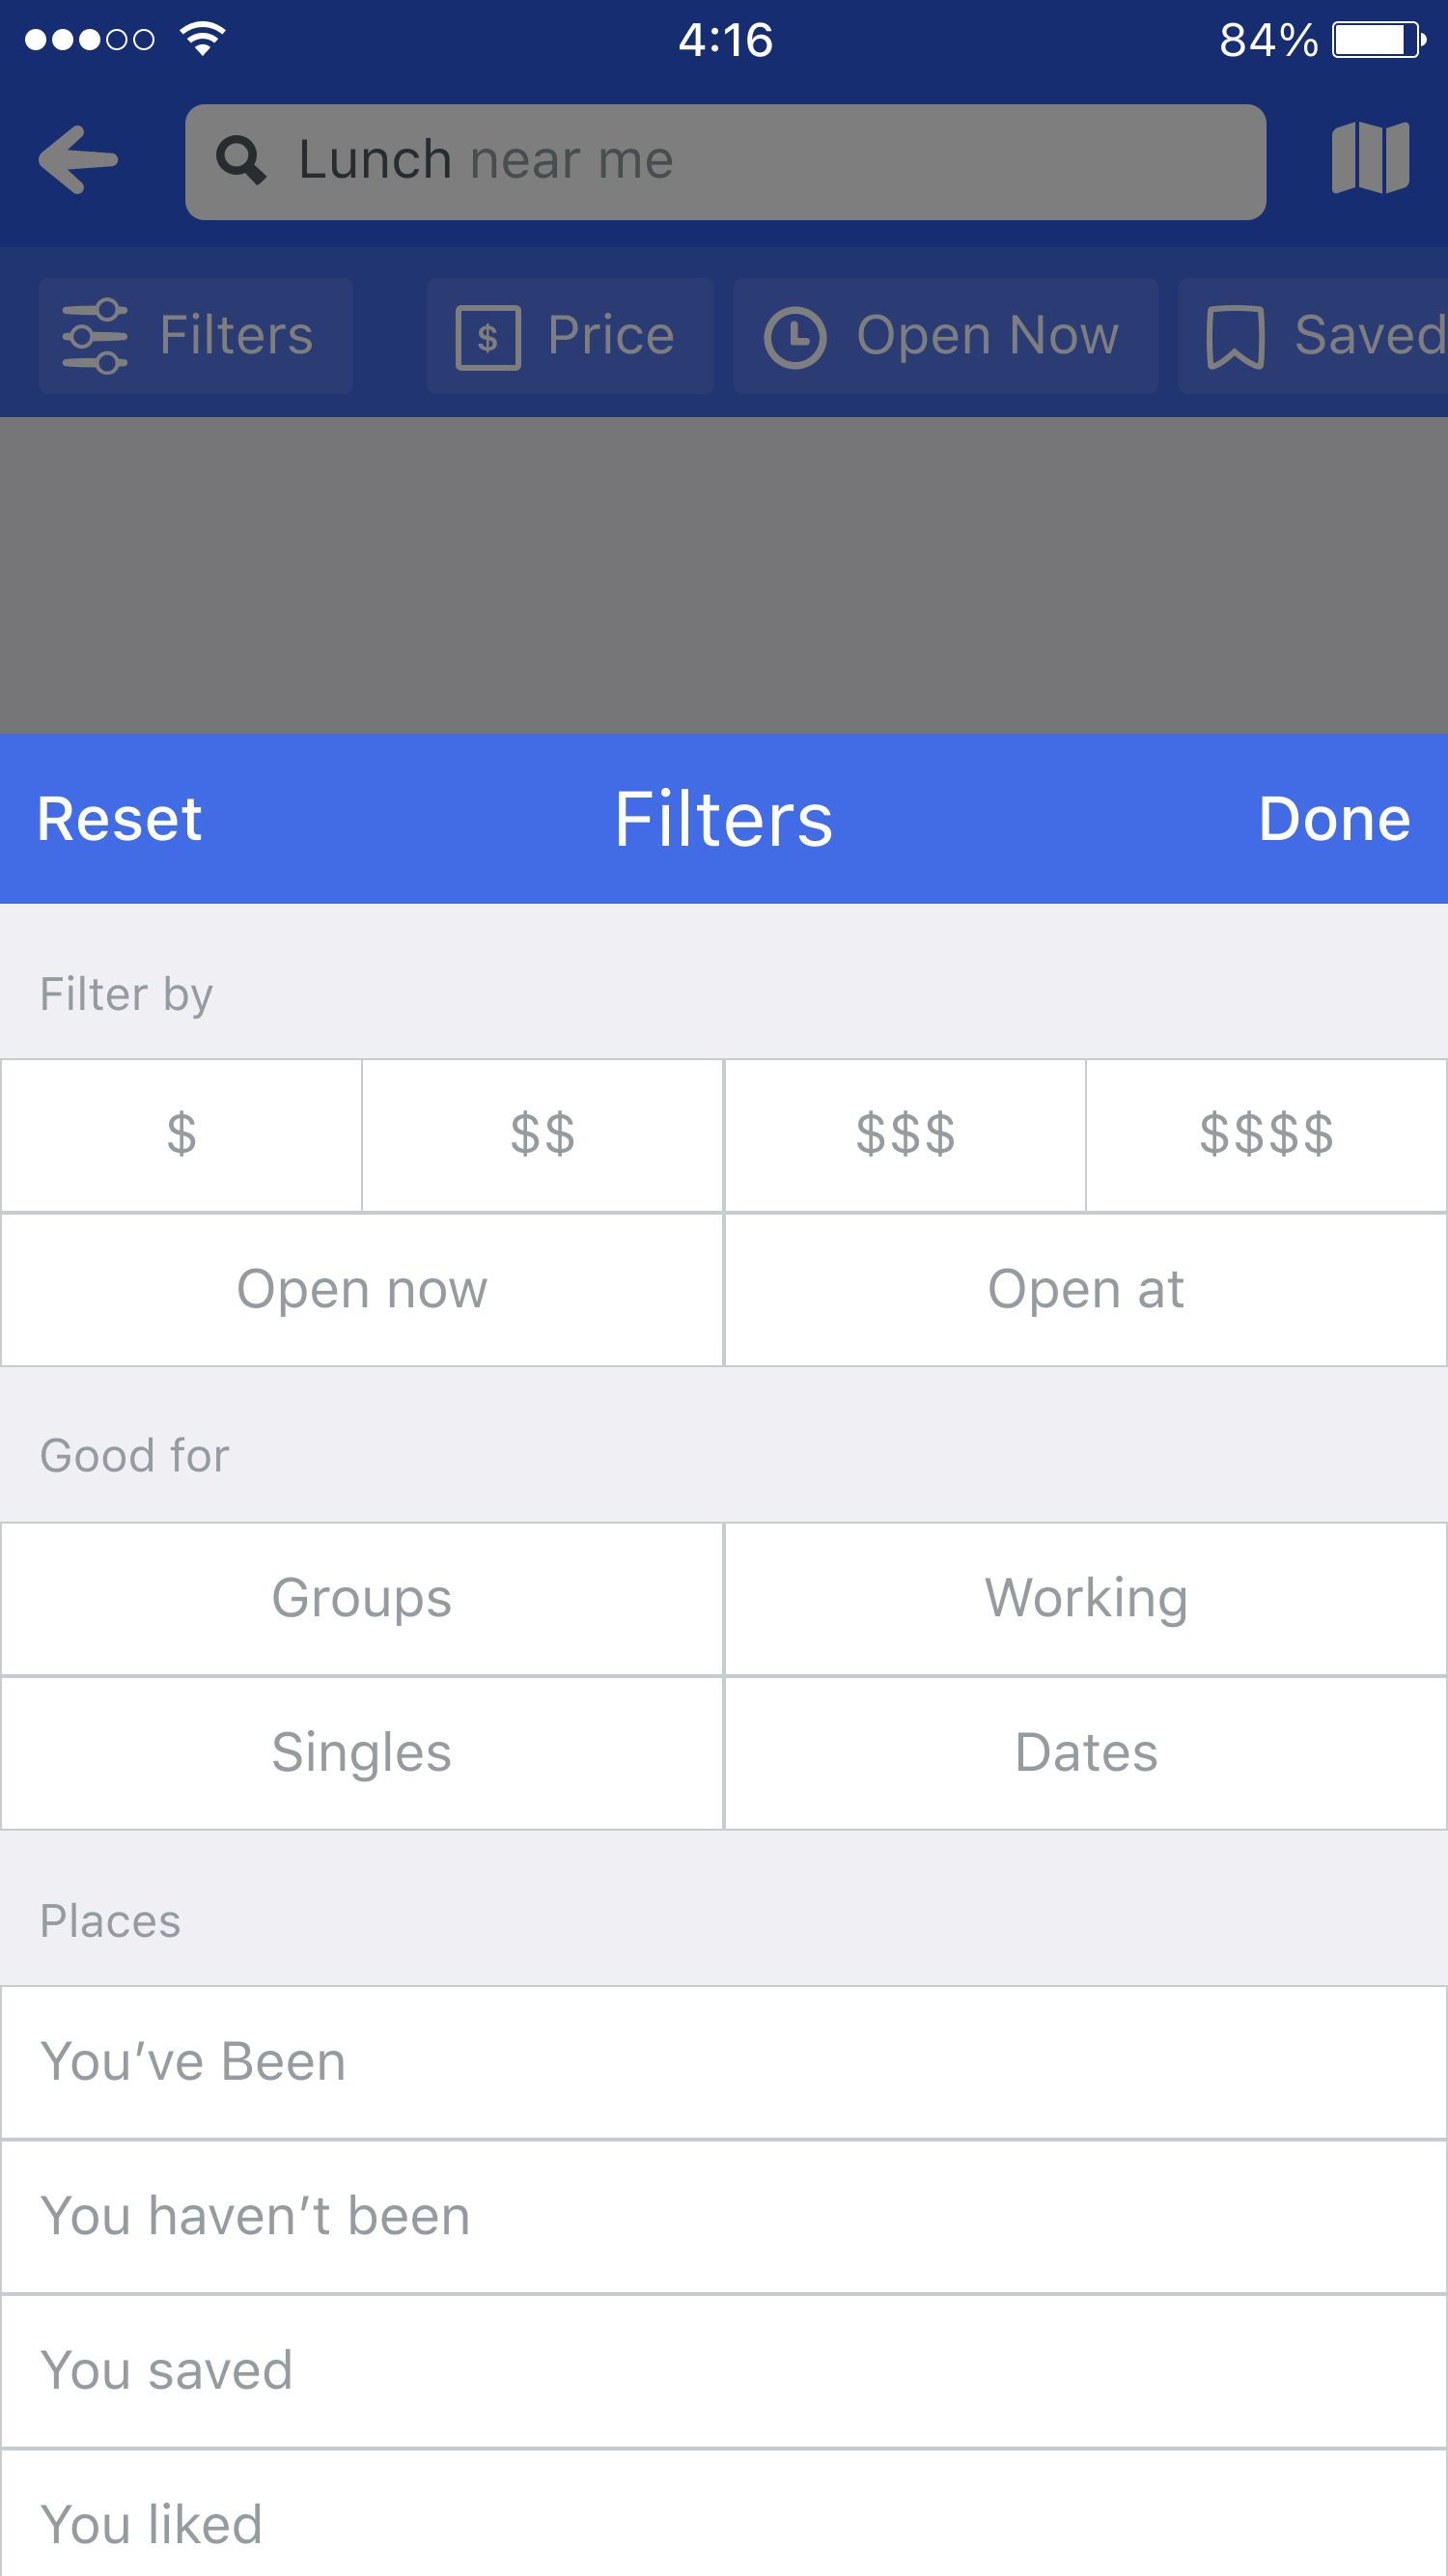 4:16
84%
Lunch near me
Filters
$ Price
Open Now
Saved
Reset
Filters
Done
Filter by
$
$$
$$$
$$$$
Open now
Open at
Good for
Groups
Working
Singles
Dates
Places
You’ve Been
You haven’t been
You saved
You liked